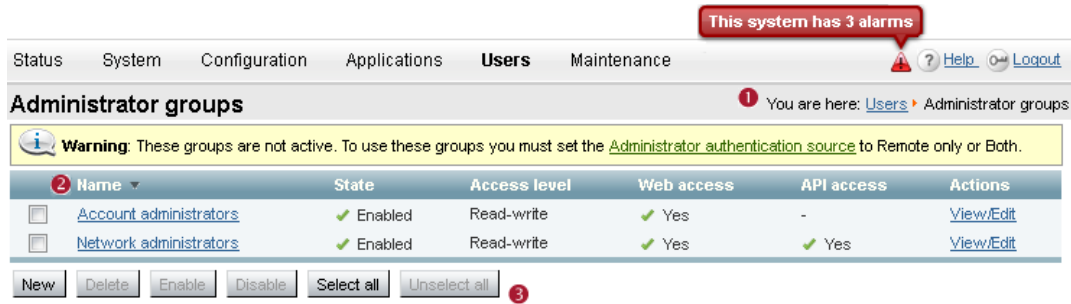 This system has 3 alarms
Status System Configuration Applications Users Maintenance ? Help Logout
Administrator groups 1 You are here: Users Administrator groups
i Warning: These groups are not active. To use these groups you must set the Administrator authentication source to Remote only or Both.
2 Name State Access level Web access API access Actions
Account administrators Enabled Read-write Yes - View/Edit
Network administrators Enabled Read-write Yes Yes View/Edit
New Delete Enable Disable Select all Unselect all 3